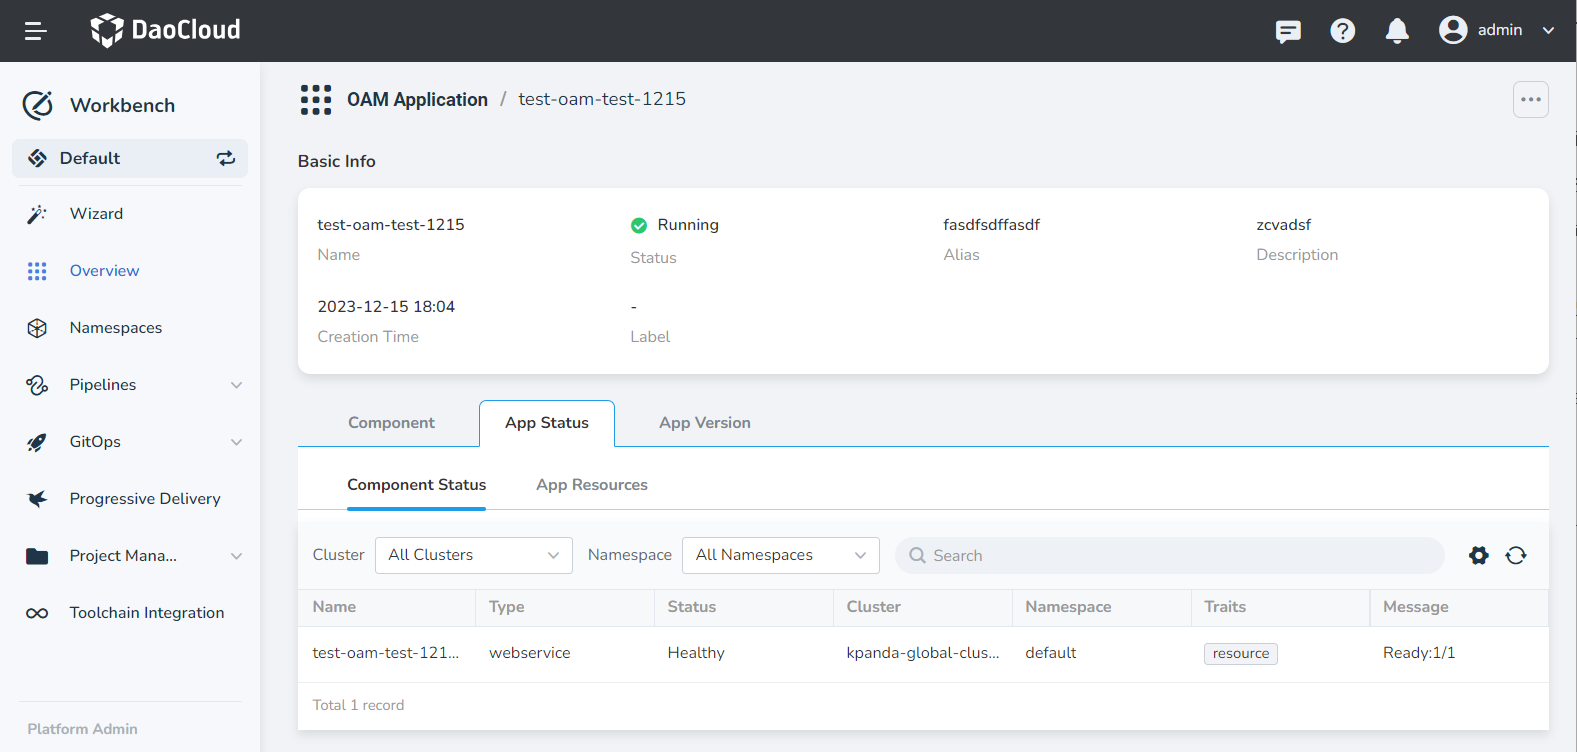 DaoCloud
admin
Workbench
Default
Wizard
Overview
Namespaces
Pipelines
GitOps
Progressive Delivery
Project Mana...
Toolchain Integration
Platform Admin
OAM Application / test-oam-test-1215
Basic Info
test-oam-test-1215
Name
Running
Status
fasdfsdffasdf
Alias
zcvadsf
Description
2023-12-15 18:04
Creation Time
-
Label
Component App Status App Version
Component Status App Resources
Cluster All Clusters Namespace All Namespaces Search
Name Type Status Cluster Namespace Traits Message
test-oam-test-121... webservice Healthy kpanda-global-clus... default resource Ready:1/1
Total 1 record